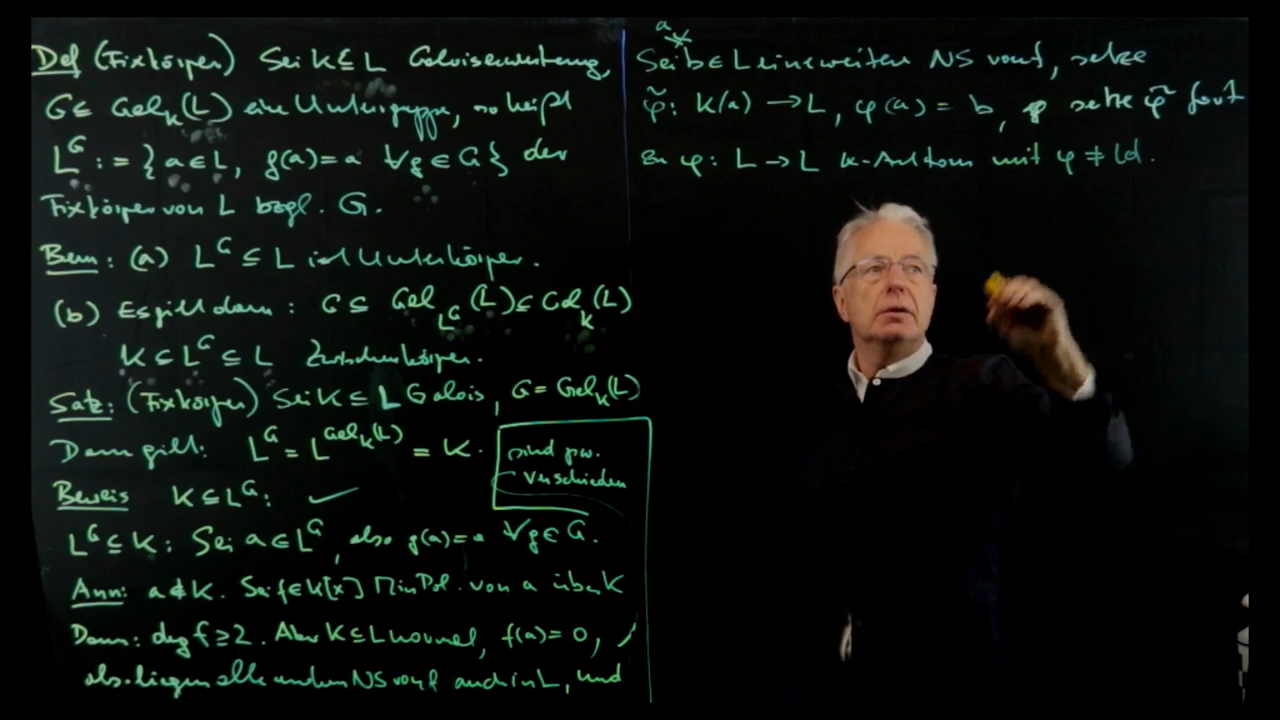 Def (Fixkörper) Sei K ⊆ L Galoiserweiterung,
G ⊆ Gal_K(L) eine Untergruppe, so heißt
L^G := {a ∈ L, g(a) = a ∀g ∈ G} der
Fixkörper von L bzgl. G.
Bem: (a) L^G ⊆ L ist Unterkörper.
(b) Es gilt dann: G ⊆ Gal_{L^G}(L) ⊆ Gal_K(L)
K ⊆ L^G ⊆ L Zwischenkörper.
Satz: (Fixkörper) Sei K ⊆ L Galois, G = Gal_K(L)
Dann gilt: L^G = L^{Gal_K(L)} = K.
Beweis K ⊆ L^G: ✓
L^G ⊆ K: Sei a ∈ L^G, also g(a) = a ∀g ∈ G.
Ann: a ∉ K. Sei f ∈ K[x] MinPol. von a über K
Dann: deg f ≥ 2. Aber K ⊆ L normal, f(a) = 0,
also liegen alle anderen NS von f auch in L, und
sind pw.
verschieden
a
Sei b ∈ L eine weitere NS von f, setze
φ̃: K(a) → L, φ(a) = b, setze φ̃ fort
zu φ: L → L K-Autom mit φ ≠ id.